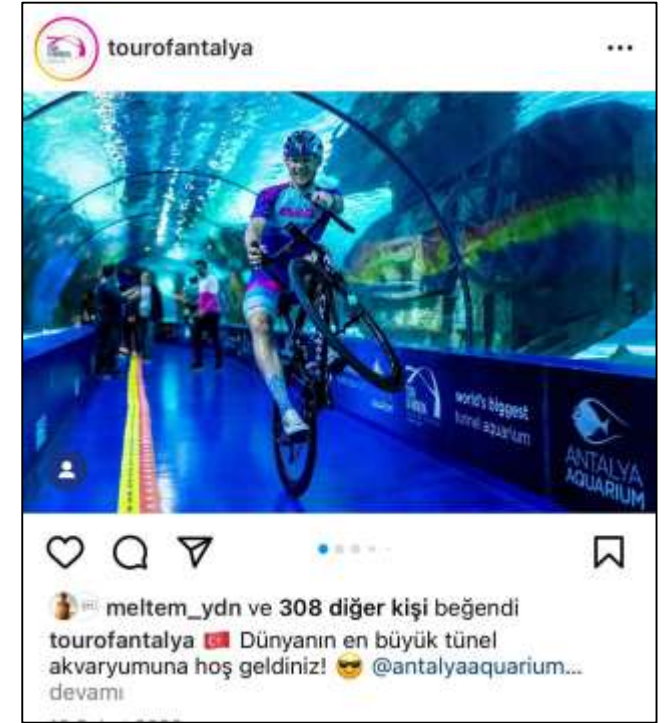 tourofantalya
world's biggest
tunnel aquarium
ANTALYA
AQUARIUM
meltem_ydn ve 308 diğer kişi beğendi
tourofantalya 🇹🇷 Dünyanın en büyük tünel
akvaryumuna hoş geldiniz! 😎 @antalyaaquarium...
devamı